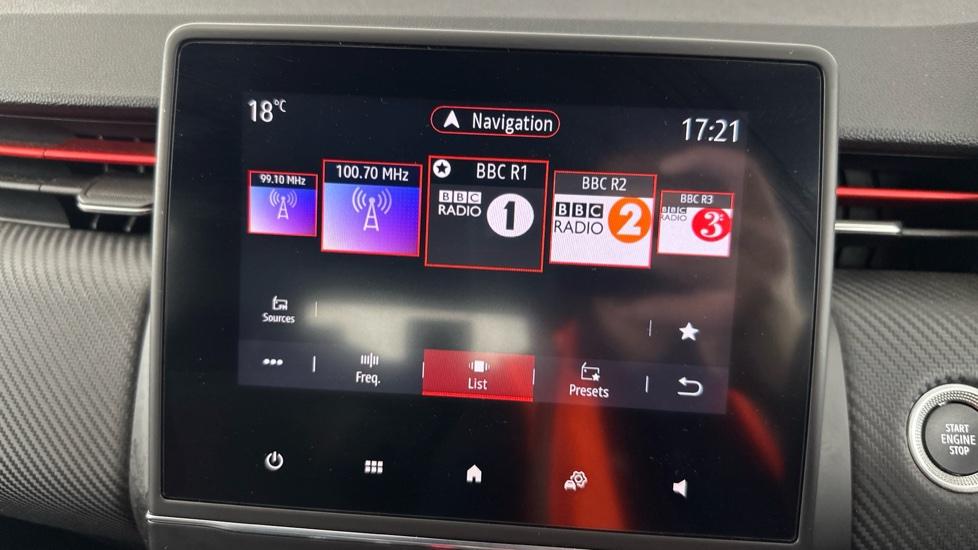 18°C
Navigation
17:21
99.10 MHz
100.70 MHz
BBC R1
BBC R2
BBC R3
BBC
RADIO
1
BBC
RADIO
2
BBC
RADIO
3
Sources
Freq.
List
Presets
START
ENGINE
STOP